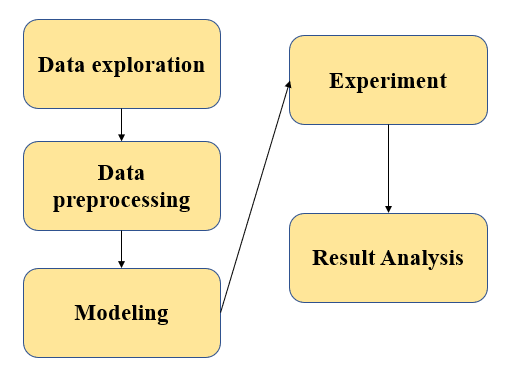 Data exploration
Data
preprocessing
Modeling
Experiment
Result Analysis